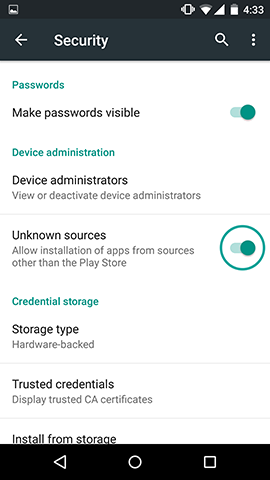 4:33
Security
Passwords
Make passwords visible
Device administration
Device administrators
View or deactivate device administrators
Unknown sources
Allow installation of apps from sources
other than the Play Store
Credential storage
Storage type
Hardware-backed
Trusted credentials
Display trusted CA certificates
Install from storage